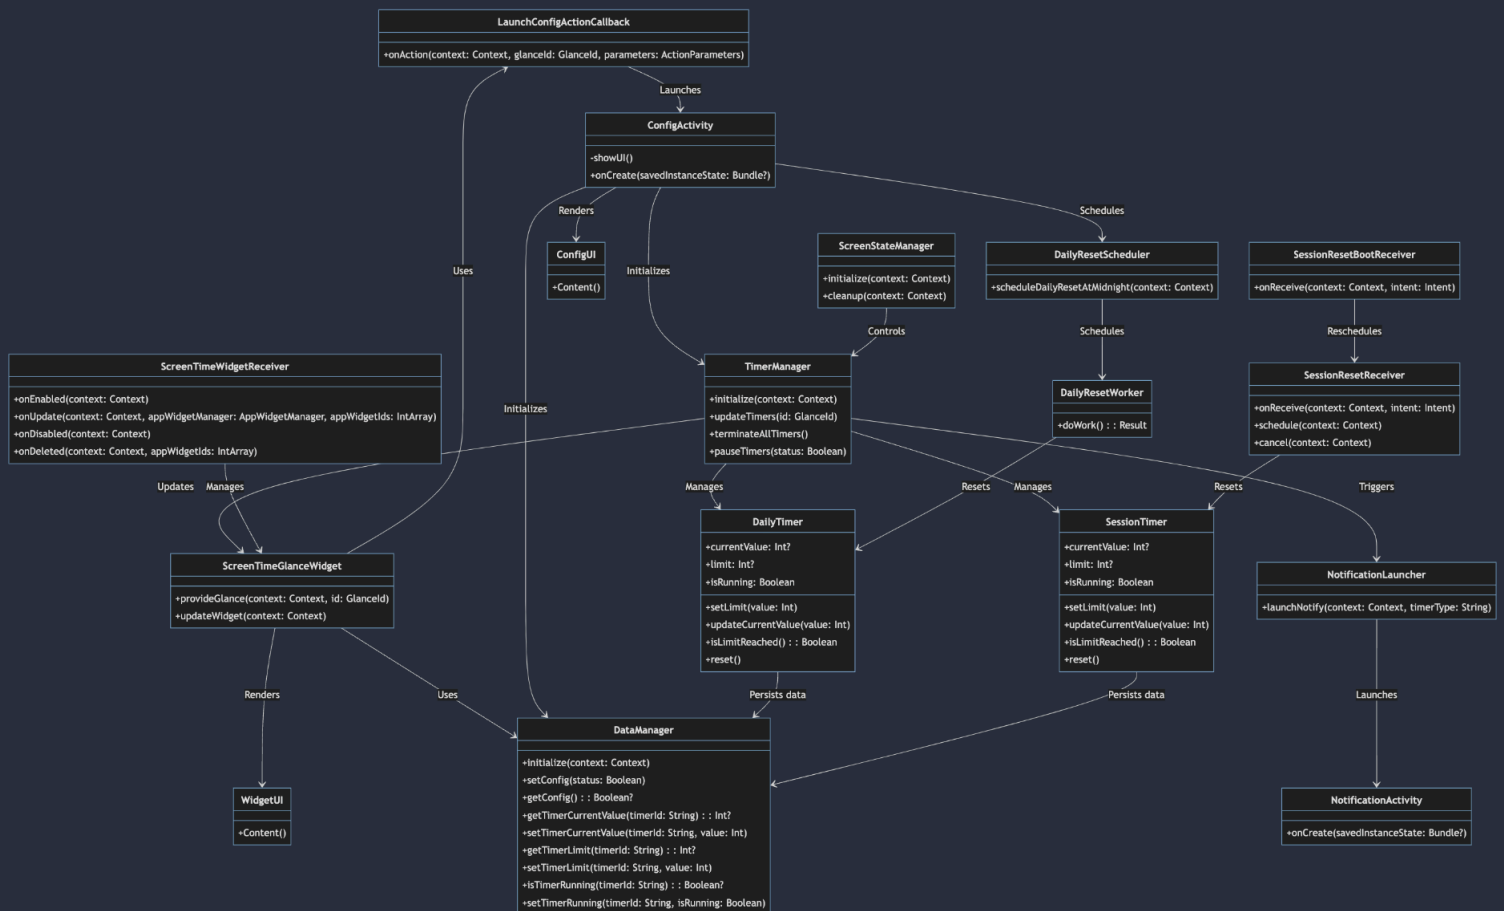 LaunchConfigActionCallback
+onAction(context: Context, glanceId: GlanceId, parameters: ActionParameters)
Launches
ConfigActivity
-showUI()
+onCreate(savedInstanceState: Bundle?)
Renders
Schedules
ConfigUI
+Content()
Uses
Initializes
ScreenStateManager
+initialize(context: Context)
+cleanup(context: Context)
DailyResetScheduler
+scheduleDailyResetAtMidnight(context: Context)
SessionResetBootReceiver
+onReceive(context: Context, intent: Intent)
Controls
Schedules
Reschedules
ScreenTimeWidgetReceiver
+onEnabled(context: Context)
+onUpdate(context: Context, appWidgetManager: AppWidgetManager, appWidgetIds: IntArray)
+onDisabled(context: Context)
+onDeleted(context: Context, appWidgetIds: IntArray)
Initializes
TimerManager
+initialize(context: Context)
+updateTimers(id: GlanceId)
+terminateAllTimers()
+pauseTimers(status: Boolean)
DailyResetWorker
+doWork() : : Result
SessionResetReceiver
+onReceive(context: Context, intent: Intent)
+schedule(context: Context)
+cancel(context: Context)
Updates
Manages
Manages
Resets
Manages
Resets
Triggers
ScreenTimeGlanceWidget
+provideGlance(context: Context, id: GlanceId)
+updateWidget(context: Context)
DailyTimer
+currentValue: Int?
+limit: Int?
+isRunning: Boolean
+setLimit(value: Int)
+updateCurrentValue(value: Int)
+isLimitReached() : : Boolean
+reset()
SessionTimer
+currentValue: Int?
+limit: Int?
+isRunning: Boolean
+setLimit(value: Int)
+updateCurrentValue(value: Int)
+isLimitReached() : : Boolean
+reset()
NotificationLauncher
+launchNotify(context: Context, timerType: String)
Renders
Uses
Persists data
Persists data
Launches
WidgetUI
+Content()
DataManager
+initialize(context: Context)
+setConfig(status: Boolean)
+getConfig() : : Boolean?
+getTimerCurrentValue(timerId: String) : : Int?
+setTimerCurrentValue(timerId: String, value: Int)
+getTimerLimit(timerId: String) : : Int?
+setTimerLimit(timerId: String, value: Int)
+isTimerRunning(timerId: String) : : Boolean?
+setTimerRunning(timerId: String, isRunning: Boolean)
NotificationActivity
+onCreate(savedInstanceState: Bundle?)